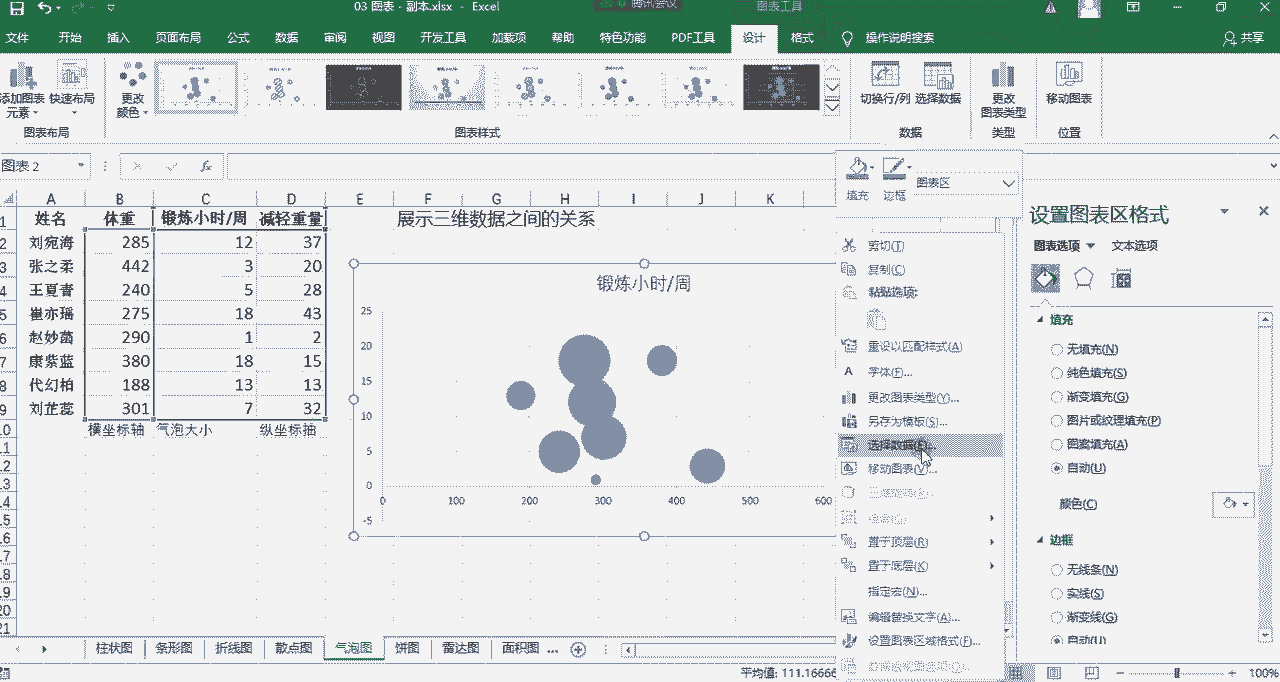 03 图表 - 副本.xlsx - Excel
腾讯会议
图表工具
文件 开始 插入 页面布局 公式 数据 审阅 视图 开发工具 加载项 帮助 特色功能 PDF工具 设计 格式 操作说明搜索 共享
添加图表元素 快速布局 更改颜色 切换行/列 选择数据 更改图表类型 移动图表
图表布局 图表样式 数据 类型 位置
图表 2 fx
填充 边框 图表区
A B C D E F G H I J K
1 姓名 体重 锻炼小时/周 减轻重量 展示三维数据之间的关系
2 刘宛海 285 12 37
3 张之柔 442 3 20
4 王夏青 240 5 28
5 崔亦瑶 275 18 43
6 赵妙菡 290 1 2
7 康紫蓝 380 18 15
8 代幻柏 188 13 13
9 刘芷蕊 301 7 32
10 横坐标轴 气泡大小 纵坐标抽
11
12
13
14
15
16
17
18
19
20
21
锻炼小时/周
25
20
15
10
5
0
-5
0 100 200 300 400 500 600
剪切(T)
复制(C)
粘贴选项:
重设以匹配样式(A)
字体(F)...
更改图表类型(Y)...
另存为模板(S)...
选择数据(E)...
移动图表(V)...
置于顶层(R)
置于底层(K)
指定宏(N)...
编辑替换文字(A)...
设置图表区域格式(F)...
设置图表区格式
图表选项 文本选项
填充
无填充(N)
纯色填充(S)
渐变填充(G)
图片或纹理填充(P)
图案填充(A)
自动(U)
颜色(C)
边框
无线条(N)
实线(S)
渐变线(G)
自动(U)
柱状图 条形图 折线图 散点图 气泡图 饼图 雷达图 面积图 ...
平均值: 111.16666
100%